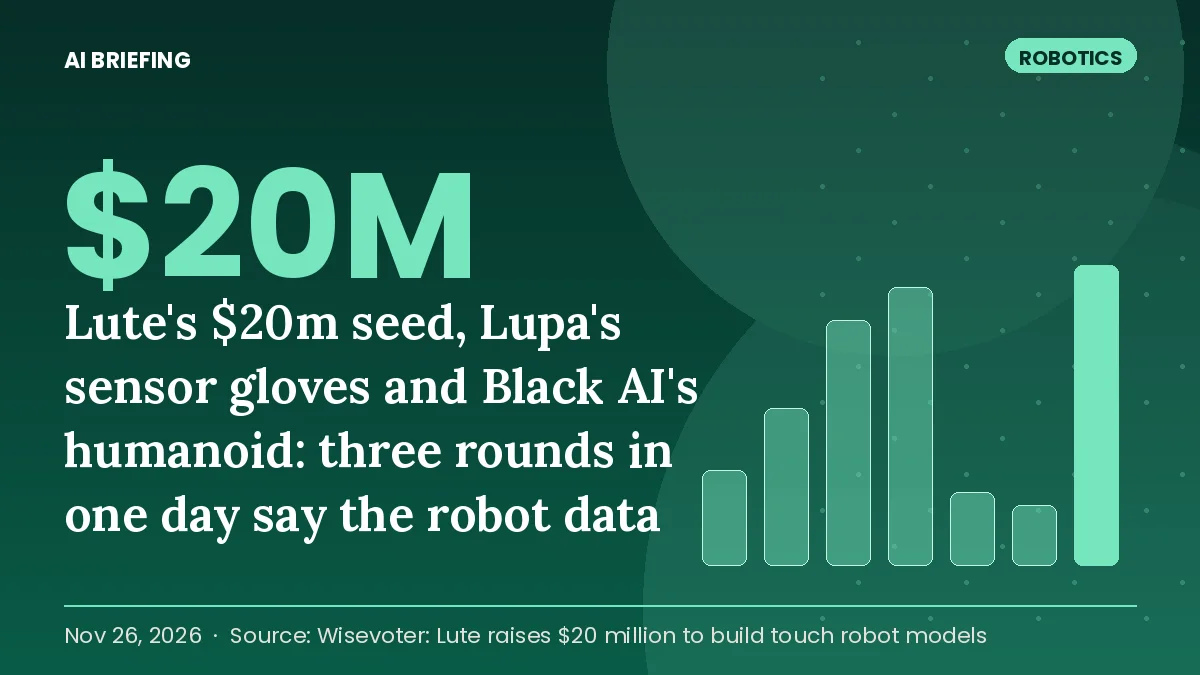 AI BRIEFING
ROBOTICS
$20M
Lute's $20m seed, Lupa's
sensor gloves and Black AI's
humanoid: three rounds in
one day say the robot data
Nov 26, 2026 · Source: Wisevoter: Lute raises $20 million to build touch robot models